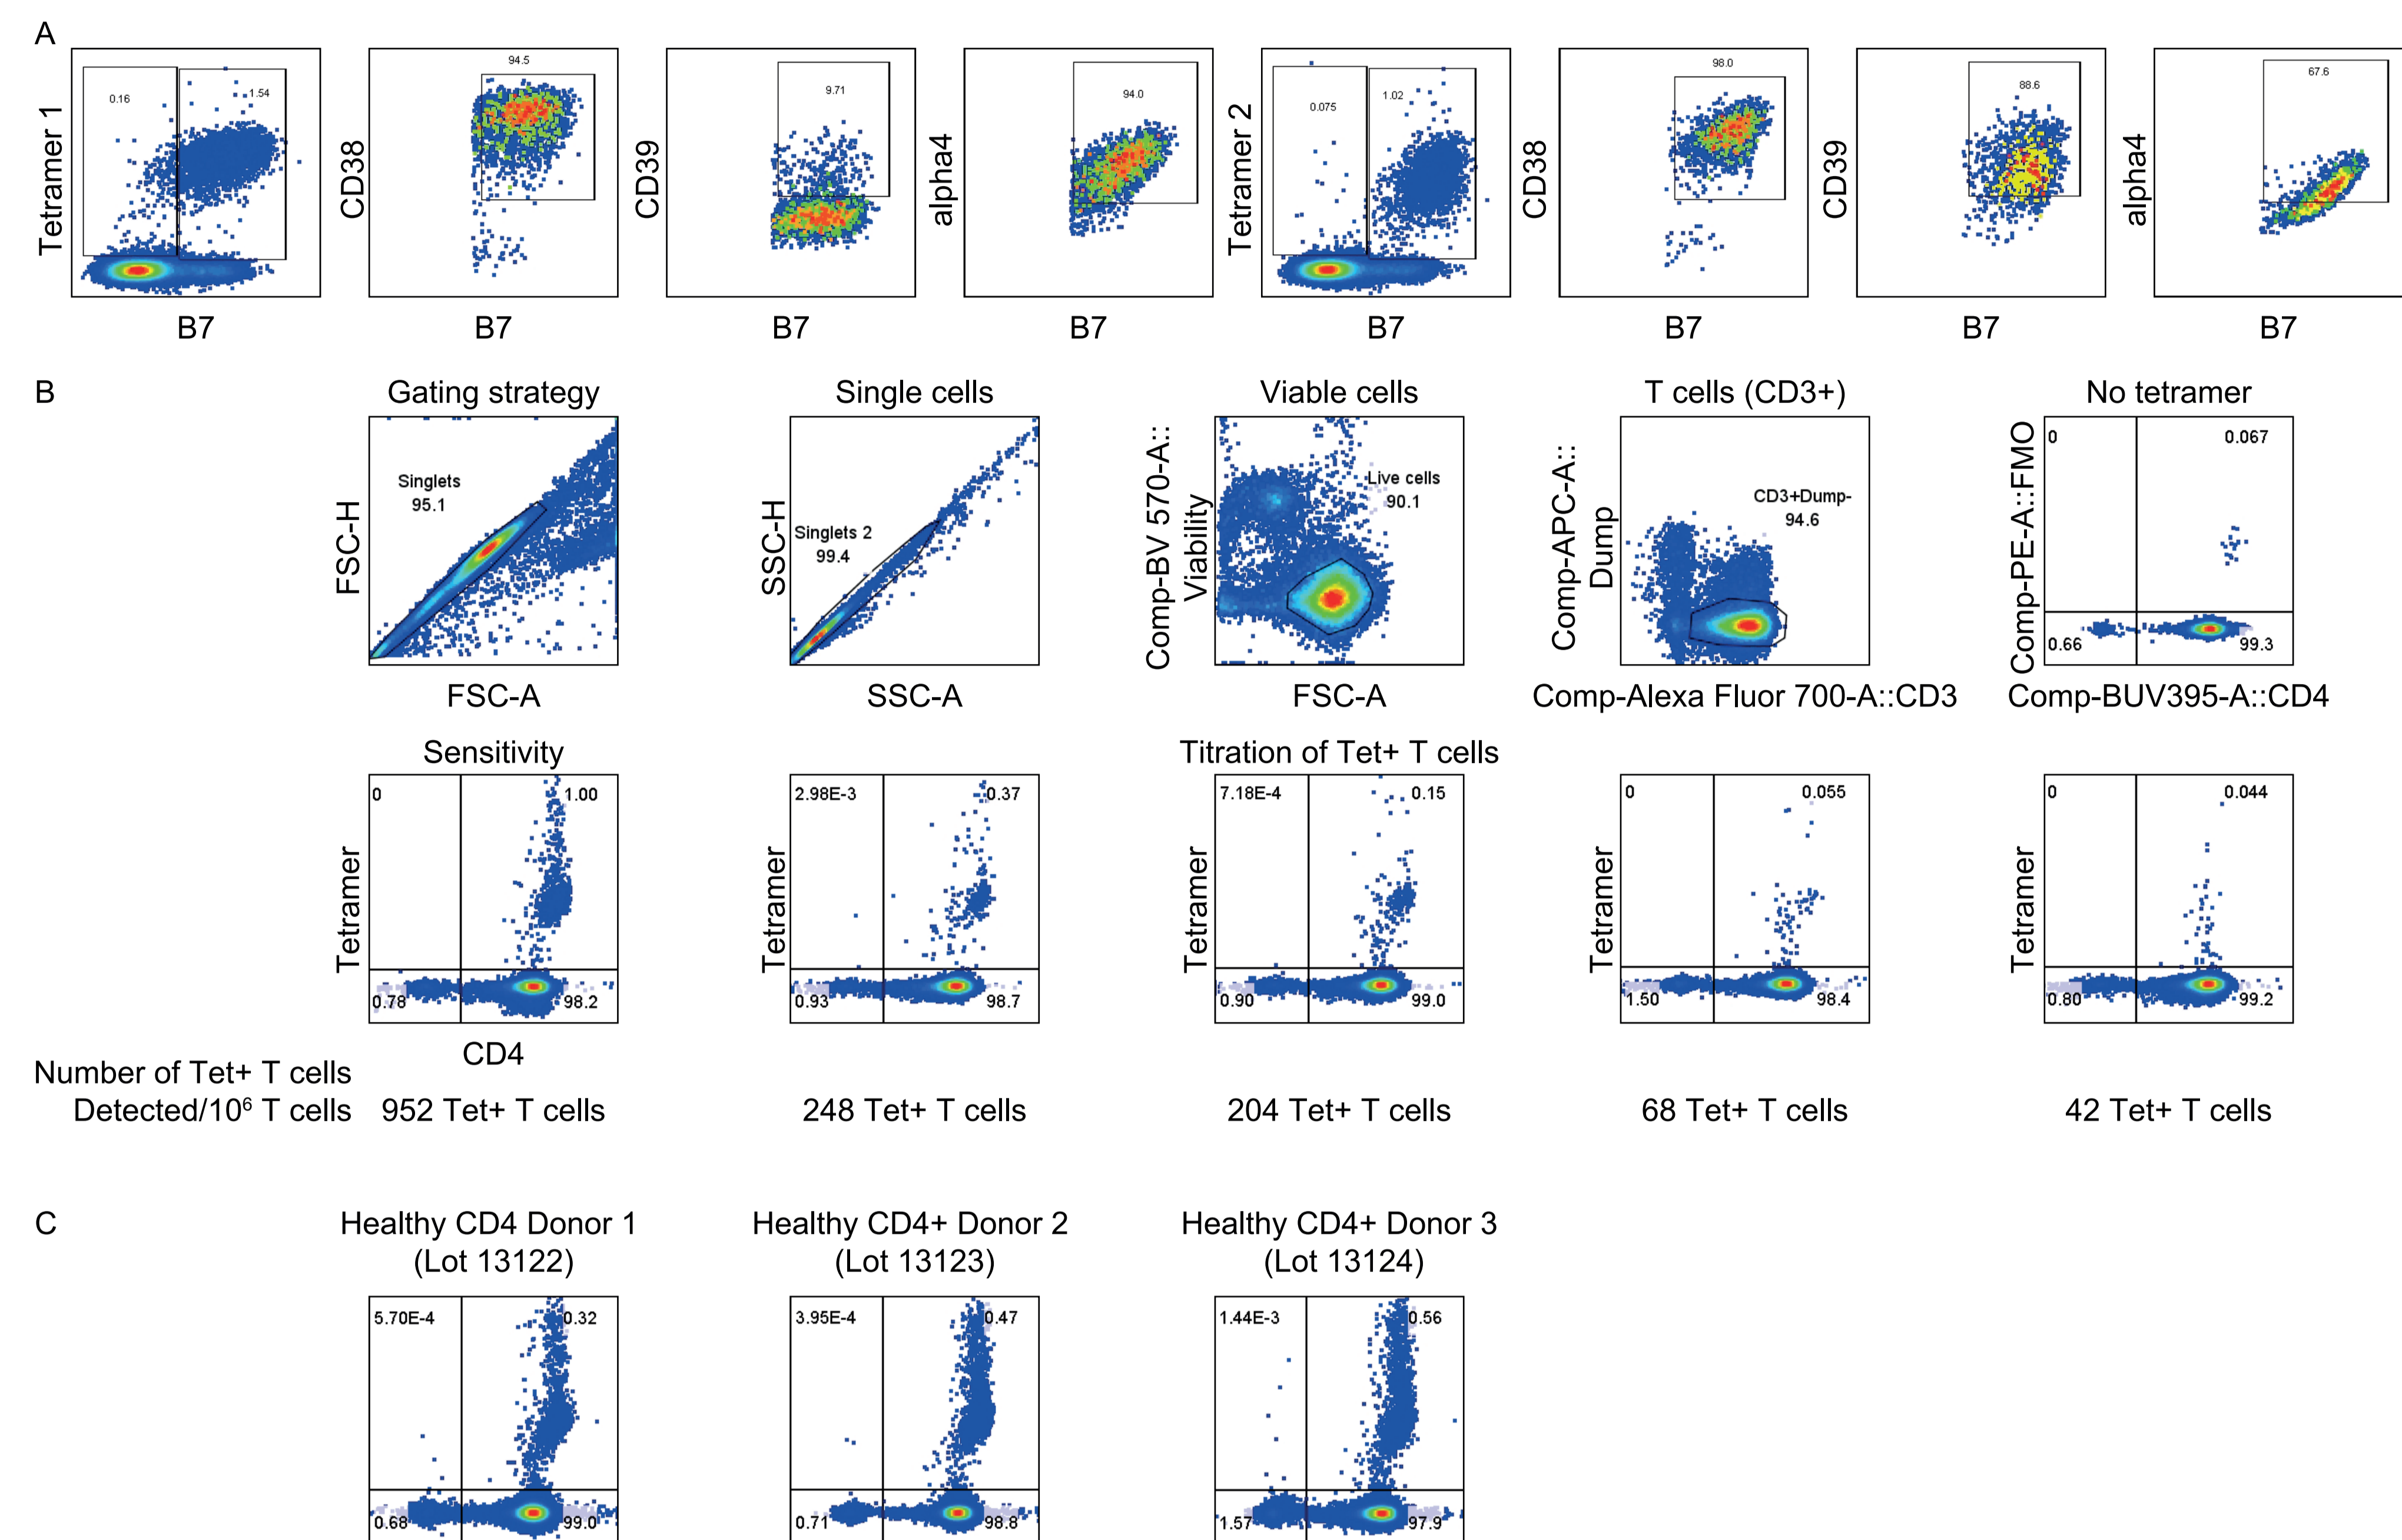 A
Tetramer 1
0.16
1.54
B7
CD38
94.5
B7
CD39
9.71
B7
alpha4
94.0
B7
Tetramer 2
0.075
1.02
B7
CD38
98.0
B7
CD39
88.6
B7
alpha4
67.6
B7
B
Gating strategy
FSC-H
Singlets
95.1
FSC-A
Single cells
SSC-H
Singlets 2
99.4
SSC-A
Viable cells
Comp-BV 570-A::
Viability
Live cells
90.1
FSC-A
T cells (CD3+)
Comp-APC-A::
Dump
CD3+Dump-
94.6
Comp-Alexa Fluor 700-A::CD3
No tetramer
Comp-PE-A::FMO
0
0.067
0.66
99.3
Comp-BUV395-A::CD4
Sensitivity
Tetramer
0
1.00
0.78
98.2
CD4
Tetramer
2.98E-3
0.37
0.93
98.7
Titration of Tet+ T cells
Tetramer
7.18E-4
0.15
0.90
99.0
Tetramer
0
0.055
1.50
98.4
Tetramer
0
0.044
0.80
99.2
Number of Tet+ T cells
Detected/10⁶ T cells
952 Tet+ T cells
248 Tet+ T cells
204 Tet+ T cells
68 Tet+ T cells
42 Tet+ T cells
C
Healthy CD4 Donor 1
(Lot 13122)
5.70E-4
0.32
0.68
99.0
Healthy CD4+ Donor 2
(Lot 13123)
3.95E-4
0.47
0.71
98.8
Healthy CD4+ Donor 3
(Lot 13124)
1.44E-3
0.56
1.57
97.9